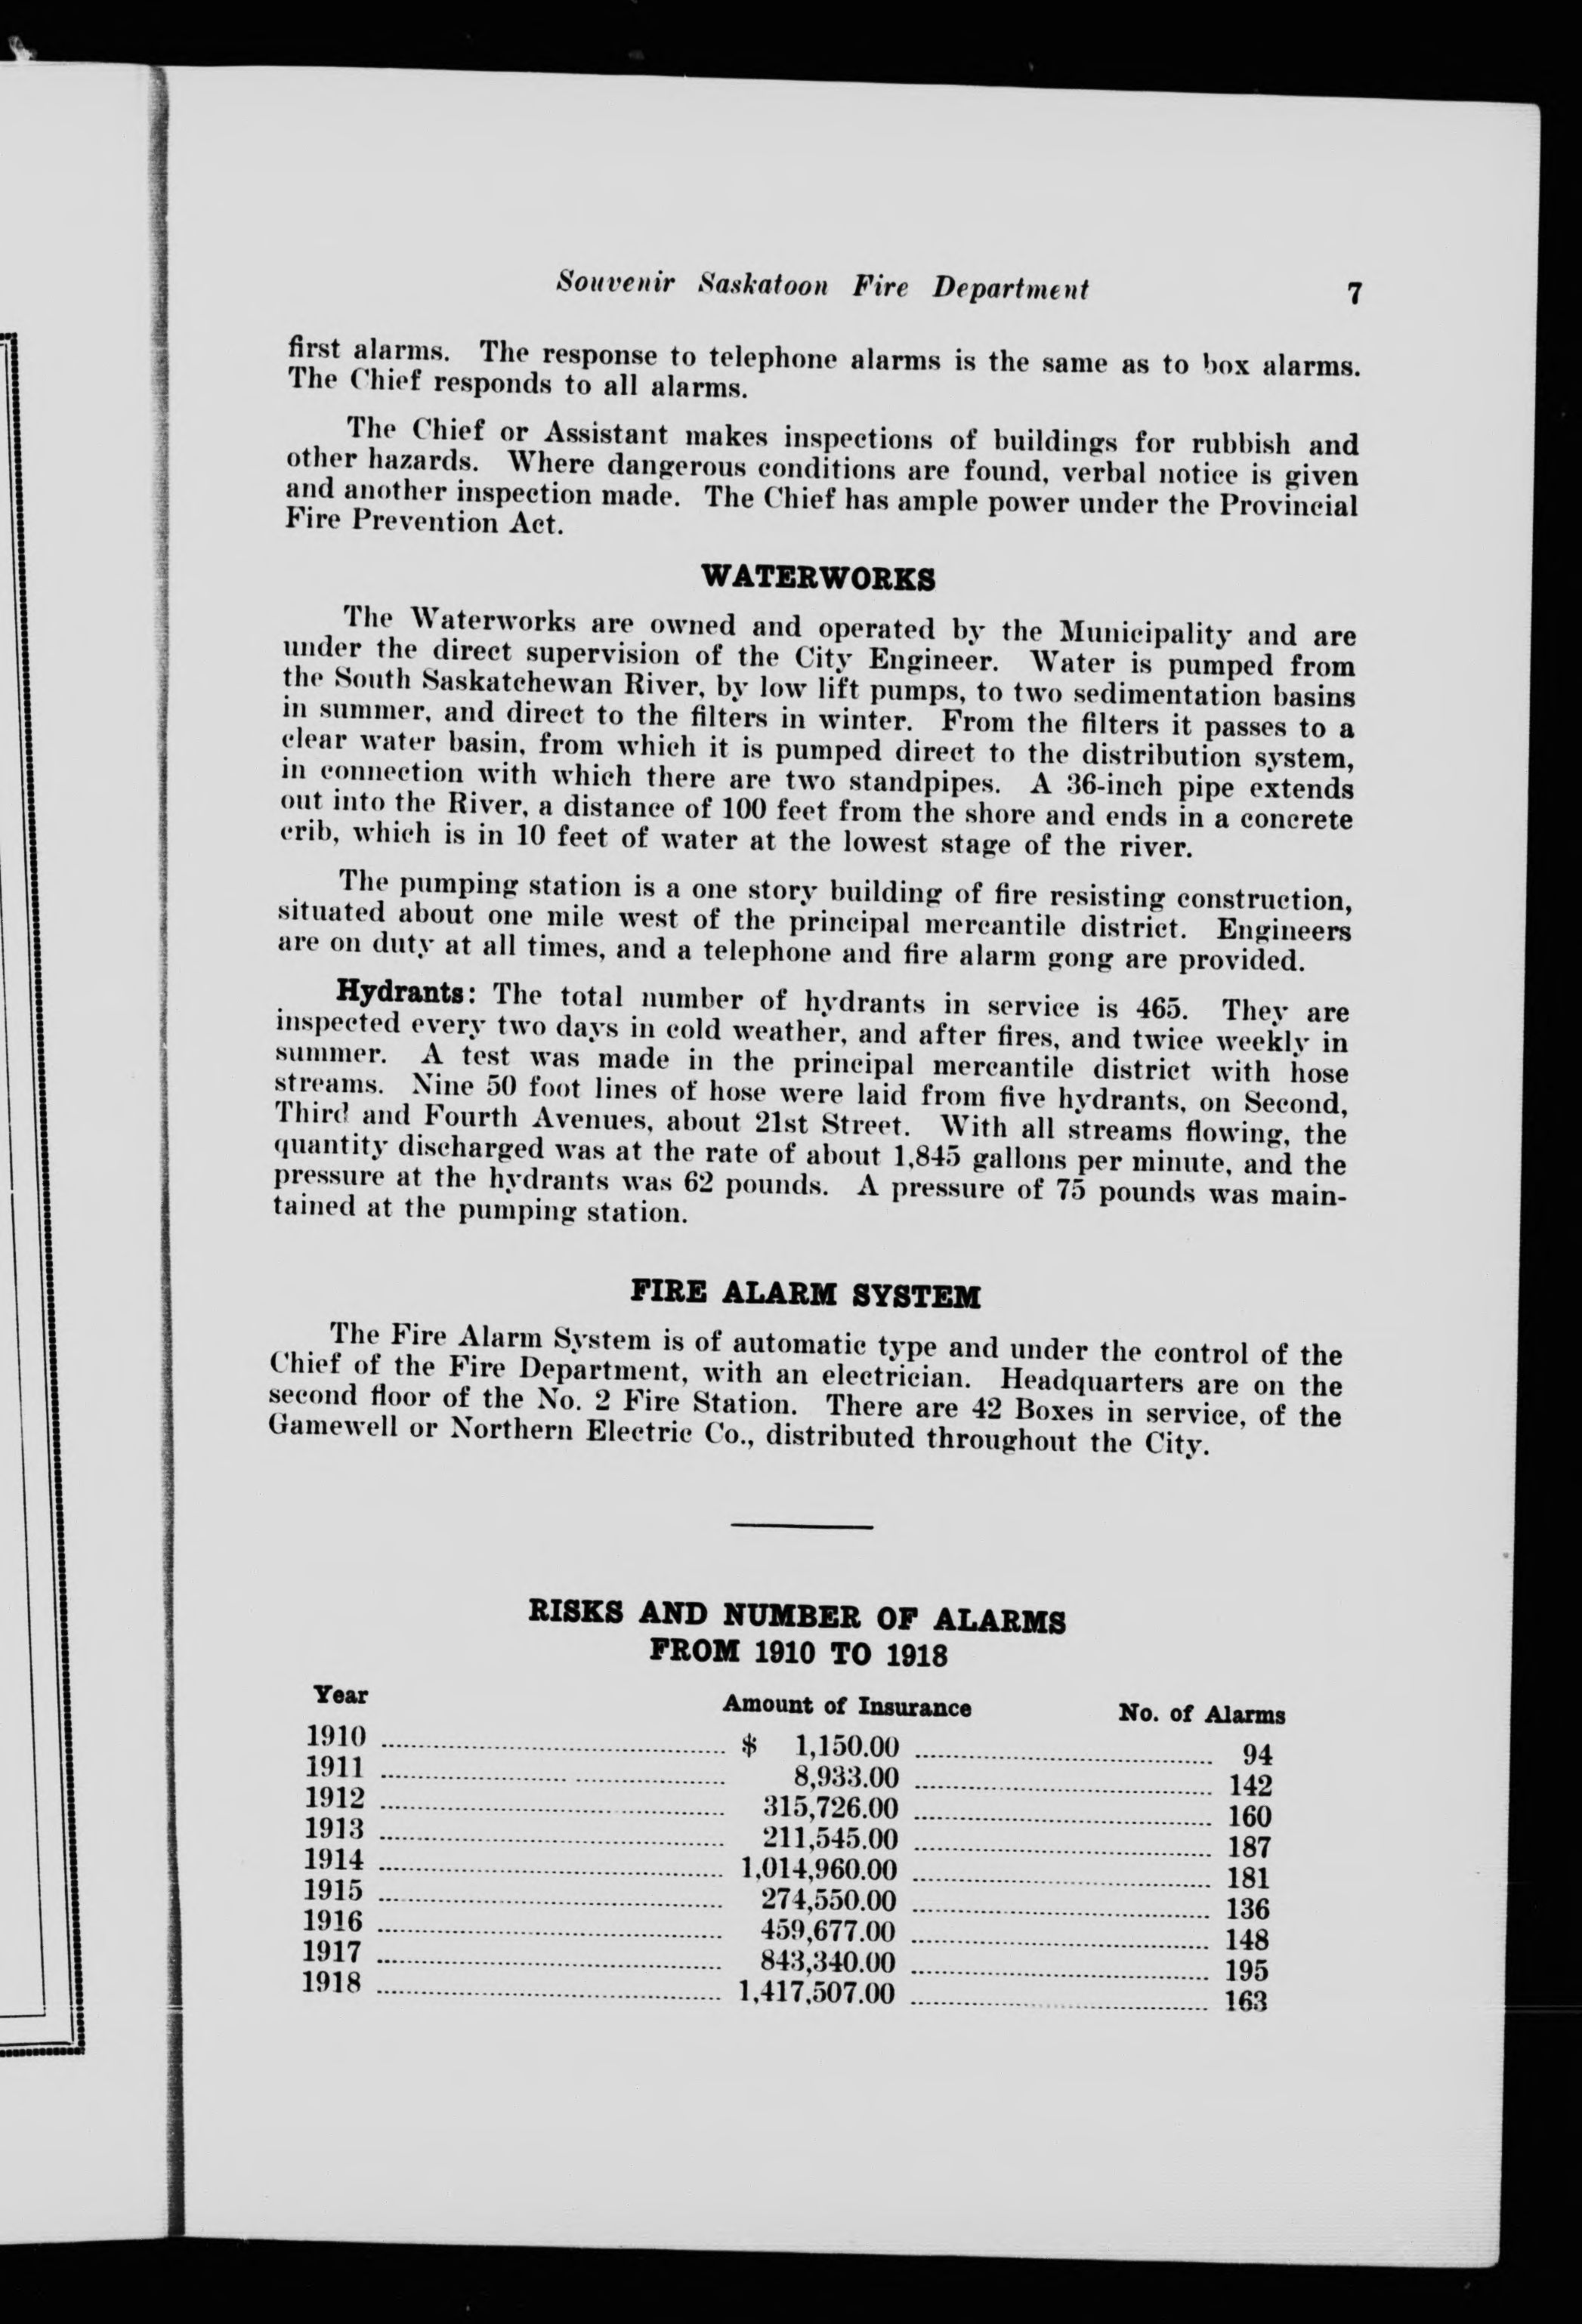 Souvenir Saskatoon Fire Department 7
first alarms. The response to telephone alarms is the same as to box alarms.
The Chief responds to all alarms.
The Chief or Assistant makes inspections of buildings for rubbish and
other hazards. Where dangerous conditions are found, verbal notice is given
and another inspection made. The Chief has ample power under the Provincial
Fire Prevention Act.
WATERWORKS
The Waterworks are owned and operated by the Municipality and are
under the direct supervision of the City Engineer. Water is pumped from
the South Saskatchewan River, by low lift pumps, to two sedimentation basins
in summer, and direct to the filters in winter. From the filters it passes to a
clear water basin, from which it is pumped direct to the distribution system,
in connection with which there are two standpipes. A 36-inch pipe extends
out into the River, a distance of 100 feet from the shore and ends in a concrete
crib, which is in 10 feet of water at the lowest stage of the river.
The pumping station is a one story building of fire resisting construction,
situated about one mile west of the principal mercantile district. Engineers
are on duty at all times, and a telephone and fire alarm gong are provided.
Hydrants: The total number of hydrants in service is 465. They are
inspected every two days in cold weather, and after fires, and twice weekly in
summer. A test was made in the principal mercantile district with hose
streams. Nine 50 foot lines of hose were laid from five hydrants, on Second,
Third and Fourth Avenues, about 21st Street. With all streams flowing, the
quantity discharged was at the rate of about 1,845 gallons per minute, and the
pressure at the hydrants was 62 pounds. A pressure of 75 pounds was main-
tained at the pumping station.
FIRE ALARM SYSTEM
The Fire Alarm System is of automatic type and under the control of the
Chief of the Fire Department, with an electrician. Headquarters are on the
second floor of the No. 2 Fire Station. There are 42 Boxes in service, of the
Gamewell or Northern Electric Co., distributed throughout the City.
RISKS AND NUMBER OF ALARMS
FROM 1910 TO 1918
Year Amount of Insurance No. of Alarms
1910 $ 1,150.00 94
1911 8,933.00 142
1912 315,726.00 160
1913 211,545.00 187
1914 1,014,960.00 181
1915 274,550.00 136
1916 459,677.00 148
1917 843,340.00 195
1918 1,417,507.00 163